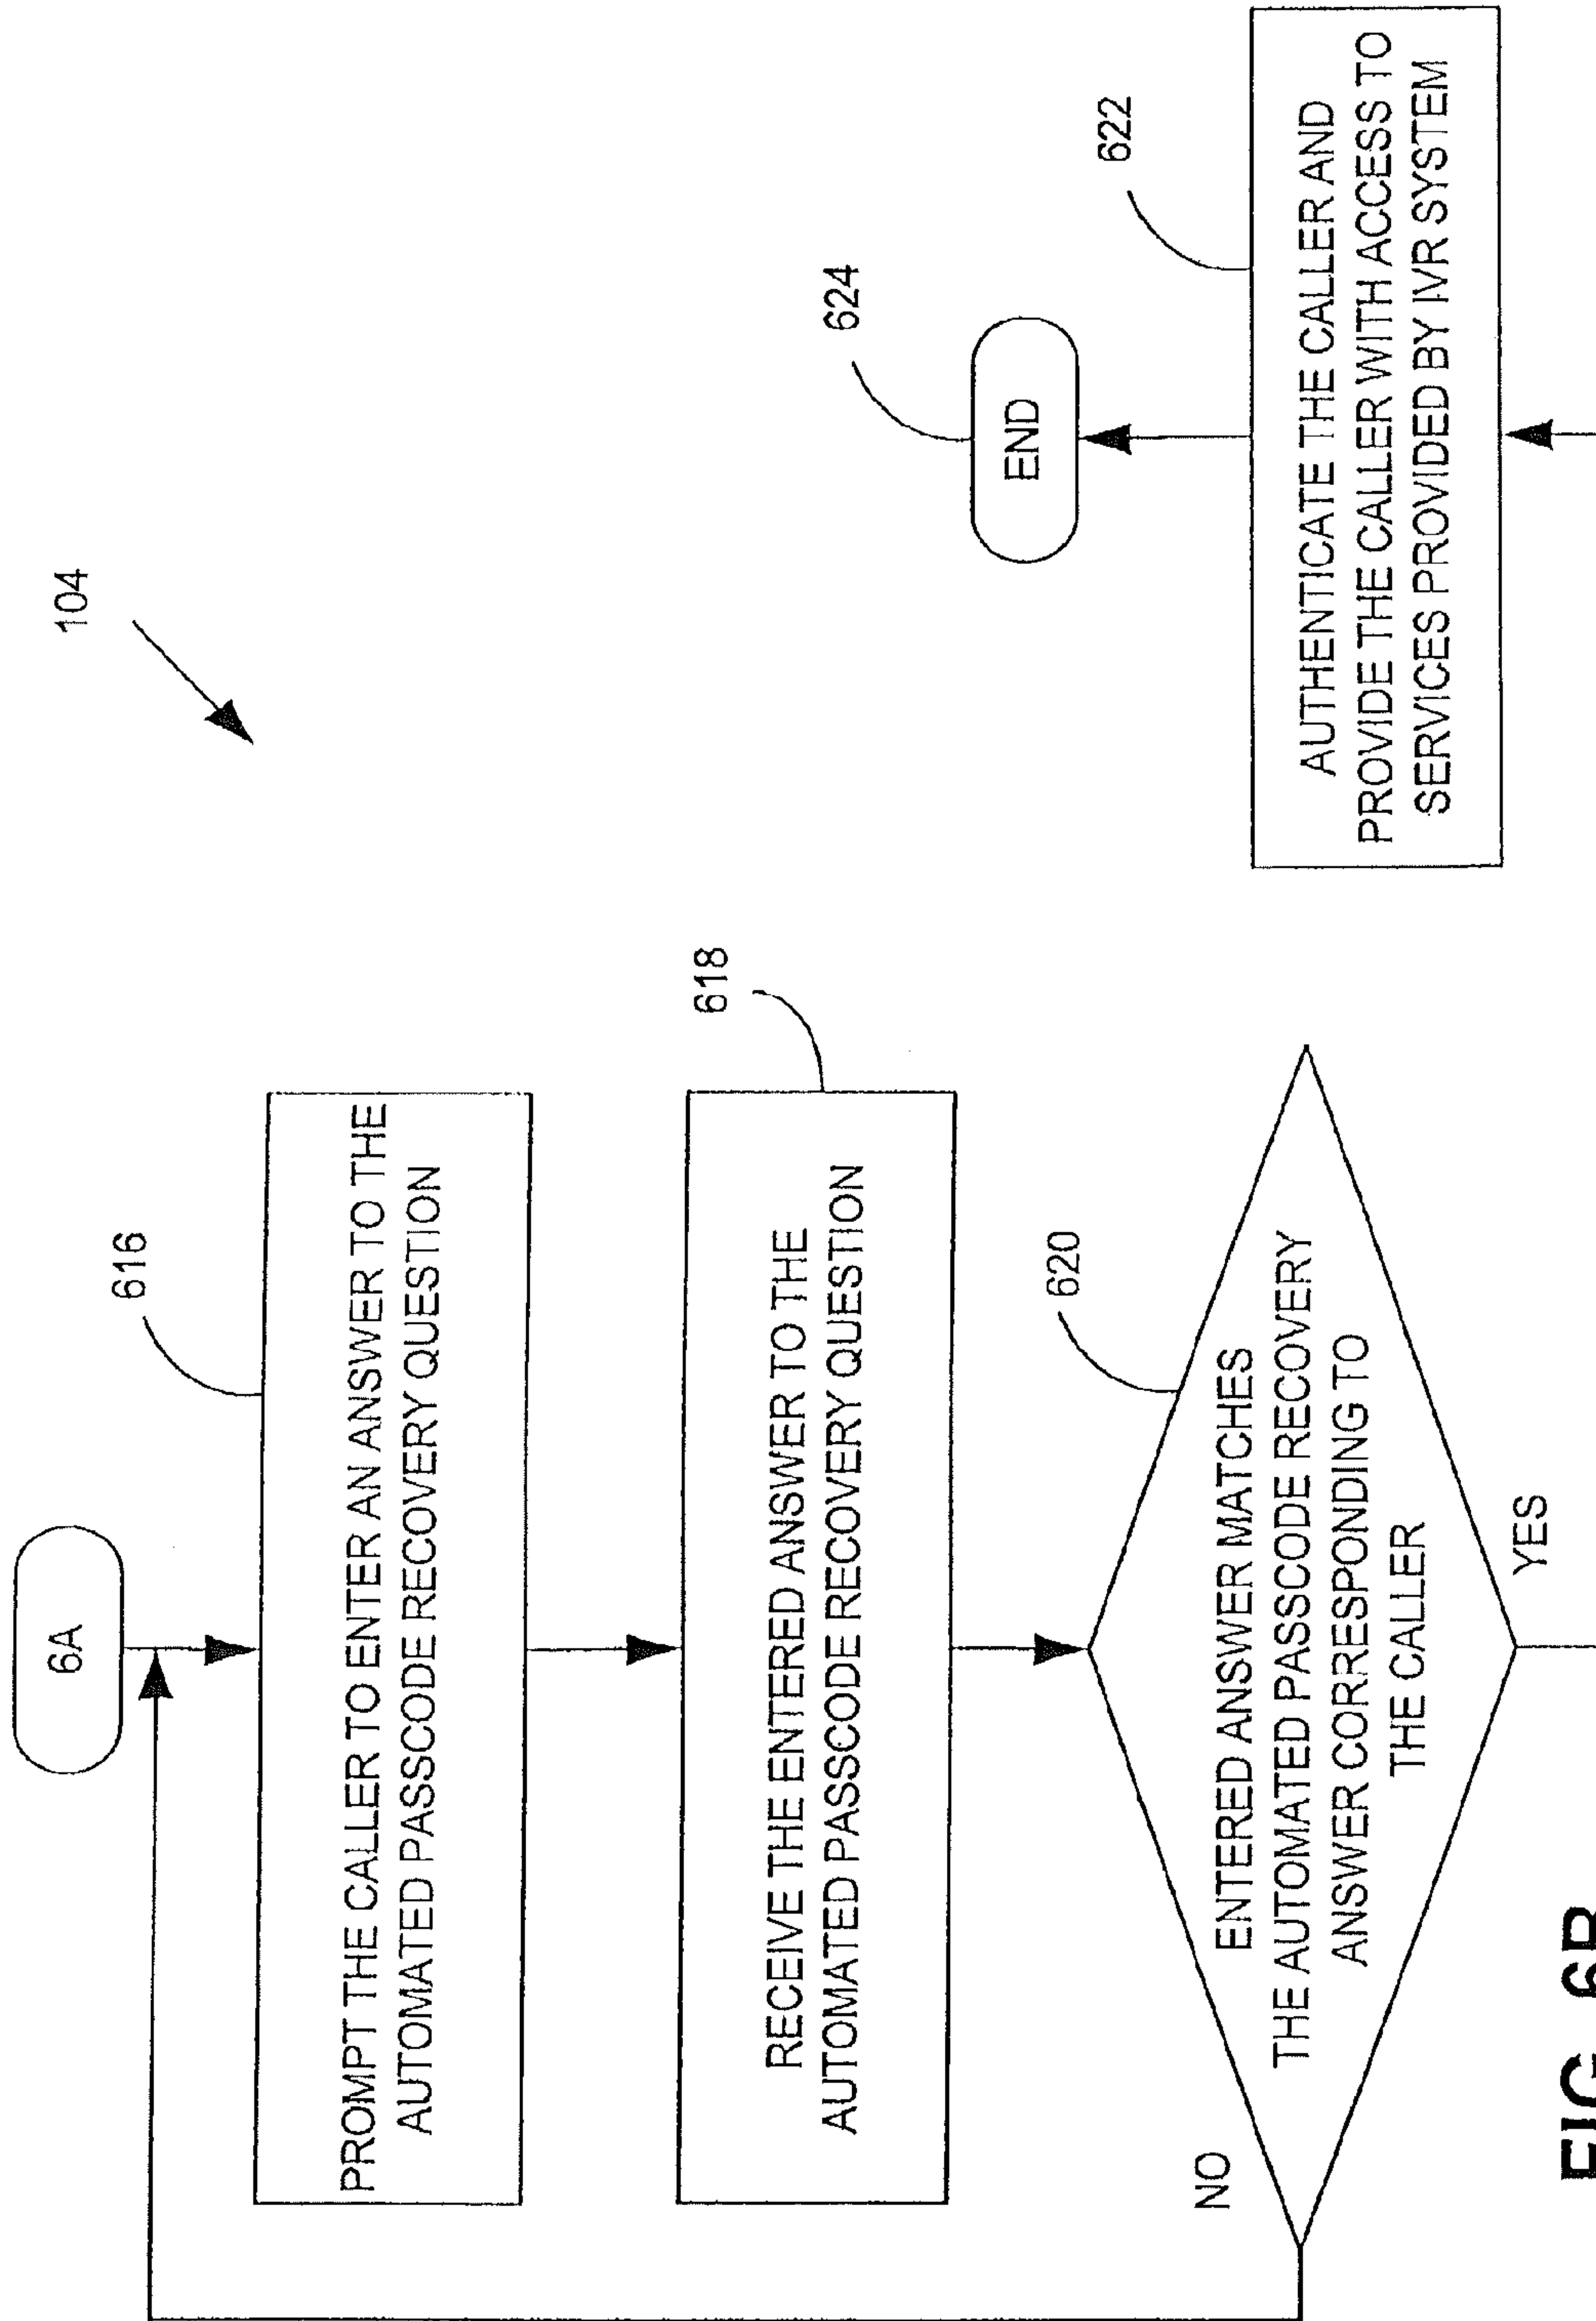 104
6A
616
PROMPT THE CALLER TO ENTER AN ANSWER TO THE
AUTOMATED PASSCODE RECOVERY QUESTION
618
RECEIVE THE ENTERED ANSWER TO THE
AUTOMATED PASSCODE RECOVERY QUESTION
620
ENTERED ANSWER MATCHES
THE AUTOMATED PASSCODE RECOVERY
ANSWER CORRESPONDING TO
THE CALLER
NO
YES
624
END
622
AUTHENTICATE THE CALLER AND
PROVIDE THE CALLER WITH ACCESS TO
SERVICES PROVIDED BY IVR SYSTEM
FIG. 6B